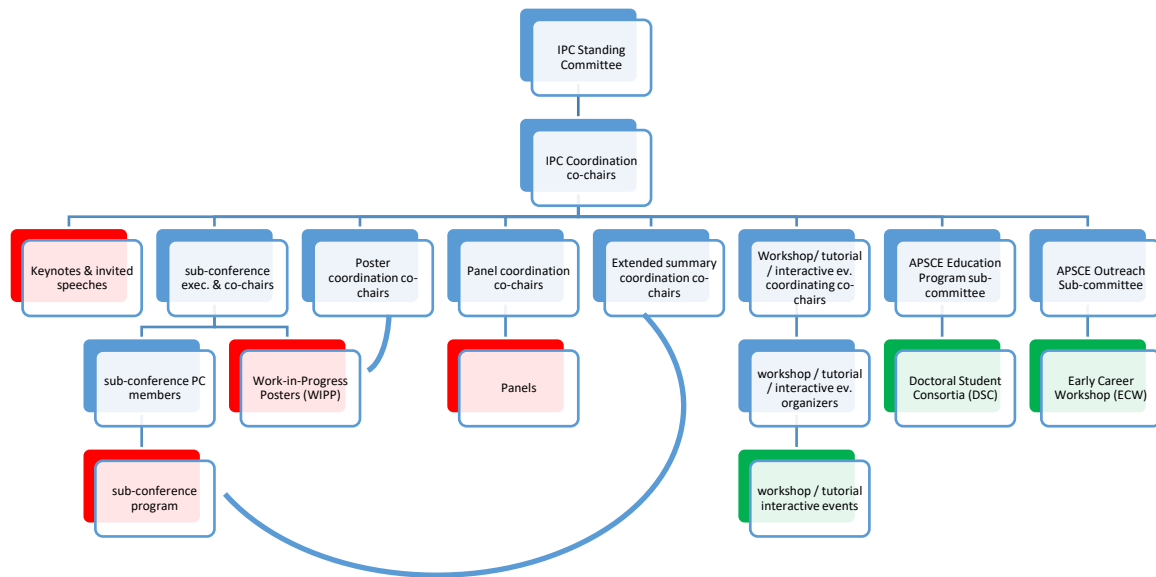 IPC Standing
Committee
IPC Coordination
co-chairs
Keynotes & invited
speeches
sub-conference
exec. & co-chairs
Poster
coordination co-
chairs
Panel coordination
co-chairs
Extended summary
coordination co-
chairs
Workshop/ tutorial
/ interactive ev.
coordinating co-
chairs
APSCE Education
Program sub-
committee
APSCE Outreach
Sub-committee
sub-conference PC
members
Work-in-Progress
Posters (WIPP)
Panels
workshop / tutorial
/ interactive ev.
organizers
Doctoral Student
Consortia (DSC)
Early Career
Workshop (ECW)
sub-conference
program
workshop / tutorial
interactive events